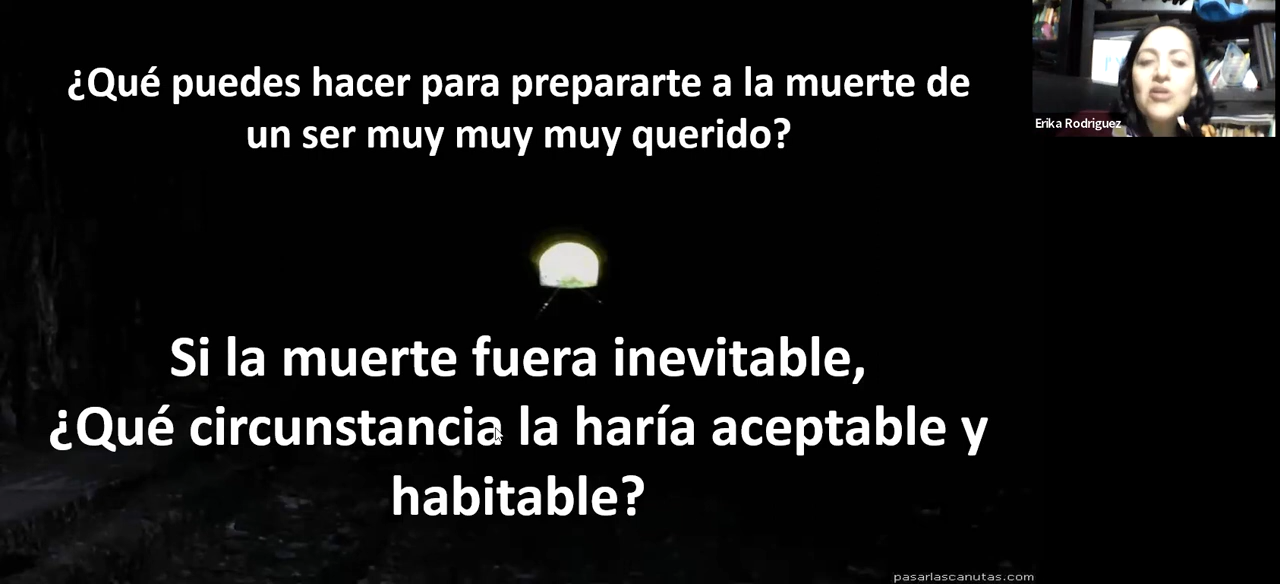 ¿Qué puedes hacer para prepararte a la muerte de
un ser muy muy muy querido?
Erika Rodriguez
Si la muerte fuera inevitable,
¿Qué circunstancia la haría aceptable y
habitable?
pasarlascanutas.com